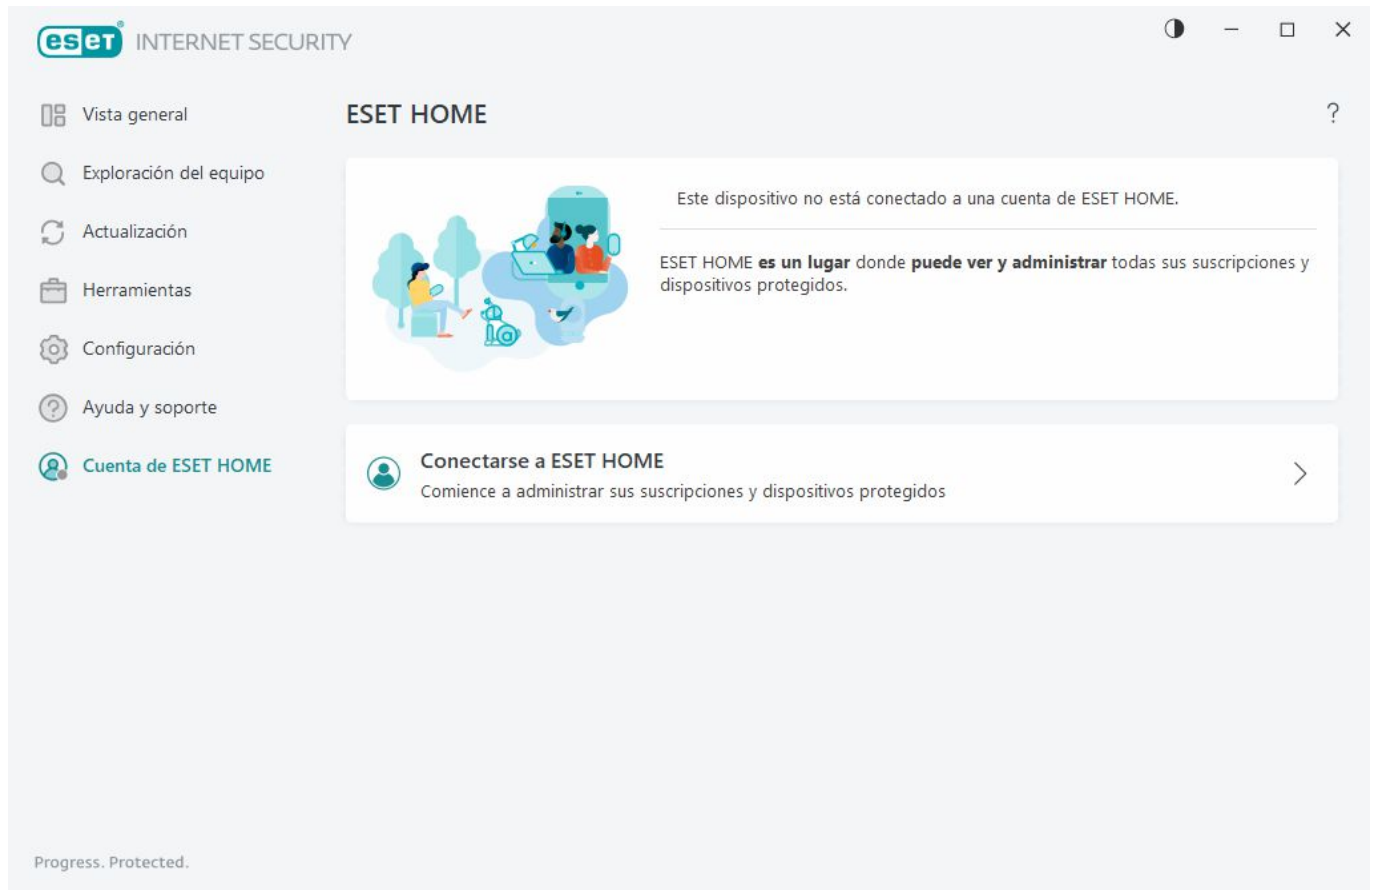 eset INTERNET SECURITY
Vista general
Exploración del equipo
Actualización
Herramientas
Configuración
Ayuda y soporte
Cuenta de ESET HOME
ESET HOME
?
Este dispositivo no está conectado a una cuenta de ESET HOME.
ESET HOME es un lugar donde puede ver y administrar todas sus suscripciones y
dispositivos protegidos.
Conectarse a ESET HOME
Comience a administrar sus suscripciones y dispositivos protegidos
Progress. Protected.